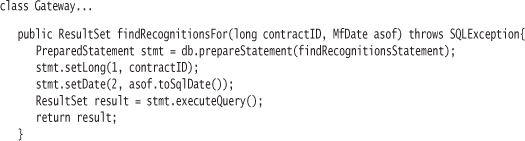 class Gateway...
public ResultSet findRecognitionsFor(long contractID, MfDate asof) throws SQLException{
PreparedStatement stmt = db.prepareStatement(findRecognitionsStatement);
stmt.setLong(1, contractID);
stmt.setDate(2, asof.toSqlDate());
ResultSet result = stmt.executeQuery();
return result;
}